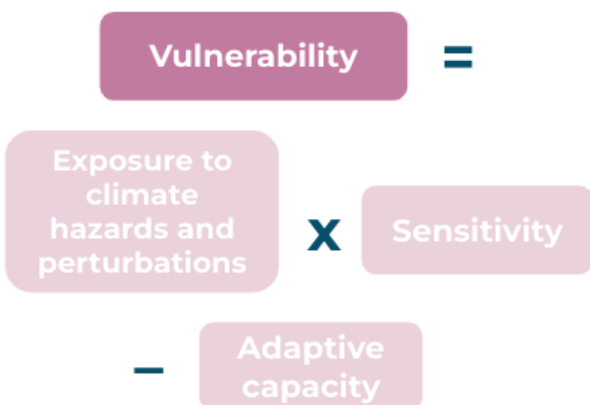 Vulnerability =
Exposure to
climate
hazards and
perturbations
x Sensitivity
– Adaptive
capacity